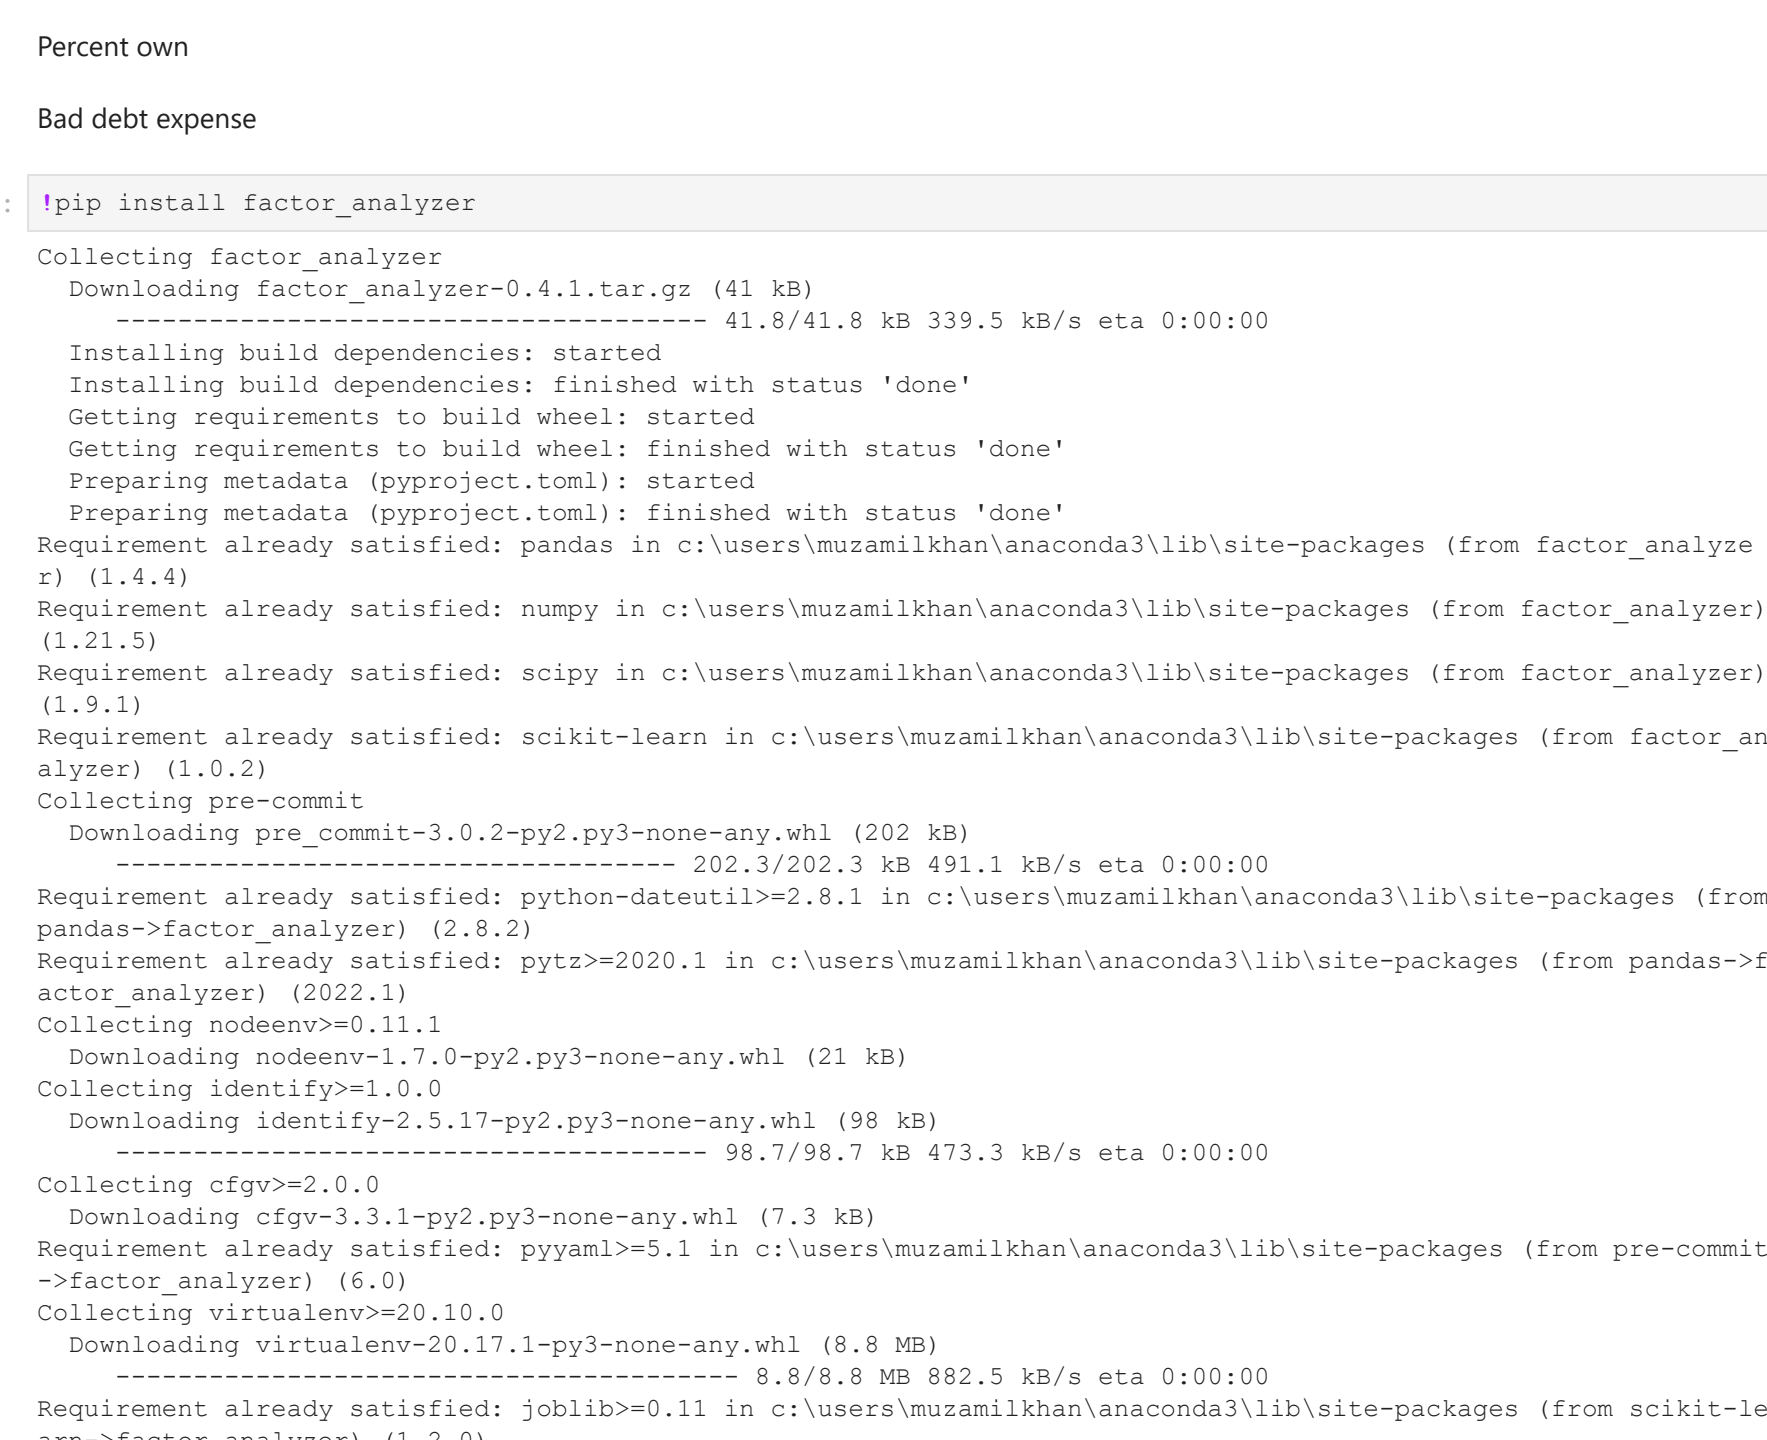 Percent own
Bad debt expense
: !pip install factor_analyzer
Collecting factor_analyzer
  Downloading factor_analyzer-0.4.1.tar.gz (41 kB)
     -------------------------------------- 41.8/41.8 kB 339.5 kB/s eta 0:00:00
  Installing build dependencies: started
  Installing build dependencies: finished with status 'done'
  Getting requirements to build wheel: started
  Getting requirements to build wheel: finished with status 'done'
  Preparing metadata (pyproject.toml): started
  Preparing metadata (pyproject.toml): finished with status 'done'
Requirement already satisfied: pandas in c:\users\muzamilkhan\anaconda3\lib\site-packages (from factor_analyze
r) (1.4.4)
Requirement already satisfied: numpy in c:\users\muzamilkhan\anaconda3\lib\site-packages (from factor_analyzer)
(1.21.5)
Requirement already satisfied: scipy in c:\users\muzamilkhan\anaconda3\lib\site-packages (from factor_analyzer)
(1.9.1)
Requirement already satisfied: scikit-learn in c:\users\muzamilkhan\anaconda3\lib\site-packages (from factor_an
alyzer) (1.0.2)
Collecting pre-commit
  Downloading pre_commit-3.0.2-py2.py3-none-any.whl (202 kB)
     ------------------------------------ 202.3/202.3 kB 491.1 kB/s eta 0:00:00
Requirement already satisfied: python-dateutil>=2.8.1 in c:\users\muzamilkhan\anaconda3\lib\site-packages (from
pandas->factor_analyzer) (2.8.2)
Requirement already satisfied: pytz>=2020.1 in c:\users\muzamilkhan\anaconda3\lib\site-packages (from pandas->f
actor_analyzer) (2022.1)
Collecting nodeenv>=0.11.1
  Downloading nodeenv-1.7.0-py2.py3-none-any.whl (21 kB)
Collecting identify>=1.0.0
  Downloading identify-2.5.17-py2.py3-none-any.whl (98 kB)
     -------------------------------------- 98.7/98.7 kB 473.3 kB/s eta 0:00:00
Collecting cfgv>=2.0.0
  Downloading cfgv-3.3.1-py2.py3-none-any.whl (7.3 kB)
Requirement already satisfied: pyyaml>=5.1 in c:\users\muzamilkhan\anaconda3\lib\site-packages (from pre-commit
->factor_analyzer) (6.0)
Collecting virtualenv>=20.10.0
  Downloading virtualenv-20.17.1-py3-none-any.whl (8.8 MB)
     ---------------------------------------- 8.8/8.8 MB 882.5 kB/s eta 0:00:00
Requirement already satisfied: joblib>=0.11 in c:\users\muzamilkhan\anaconda3\lib\site-packages (from scikit-le
arn->factor_analyzer) (1.2.0)